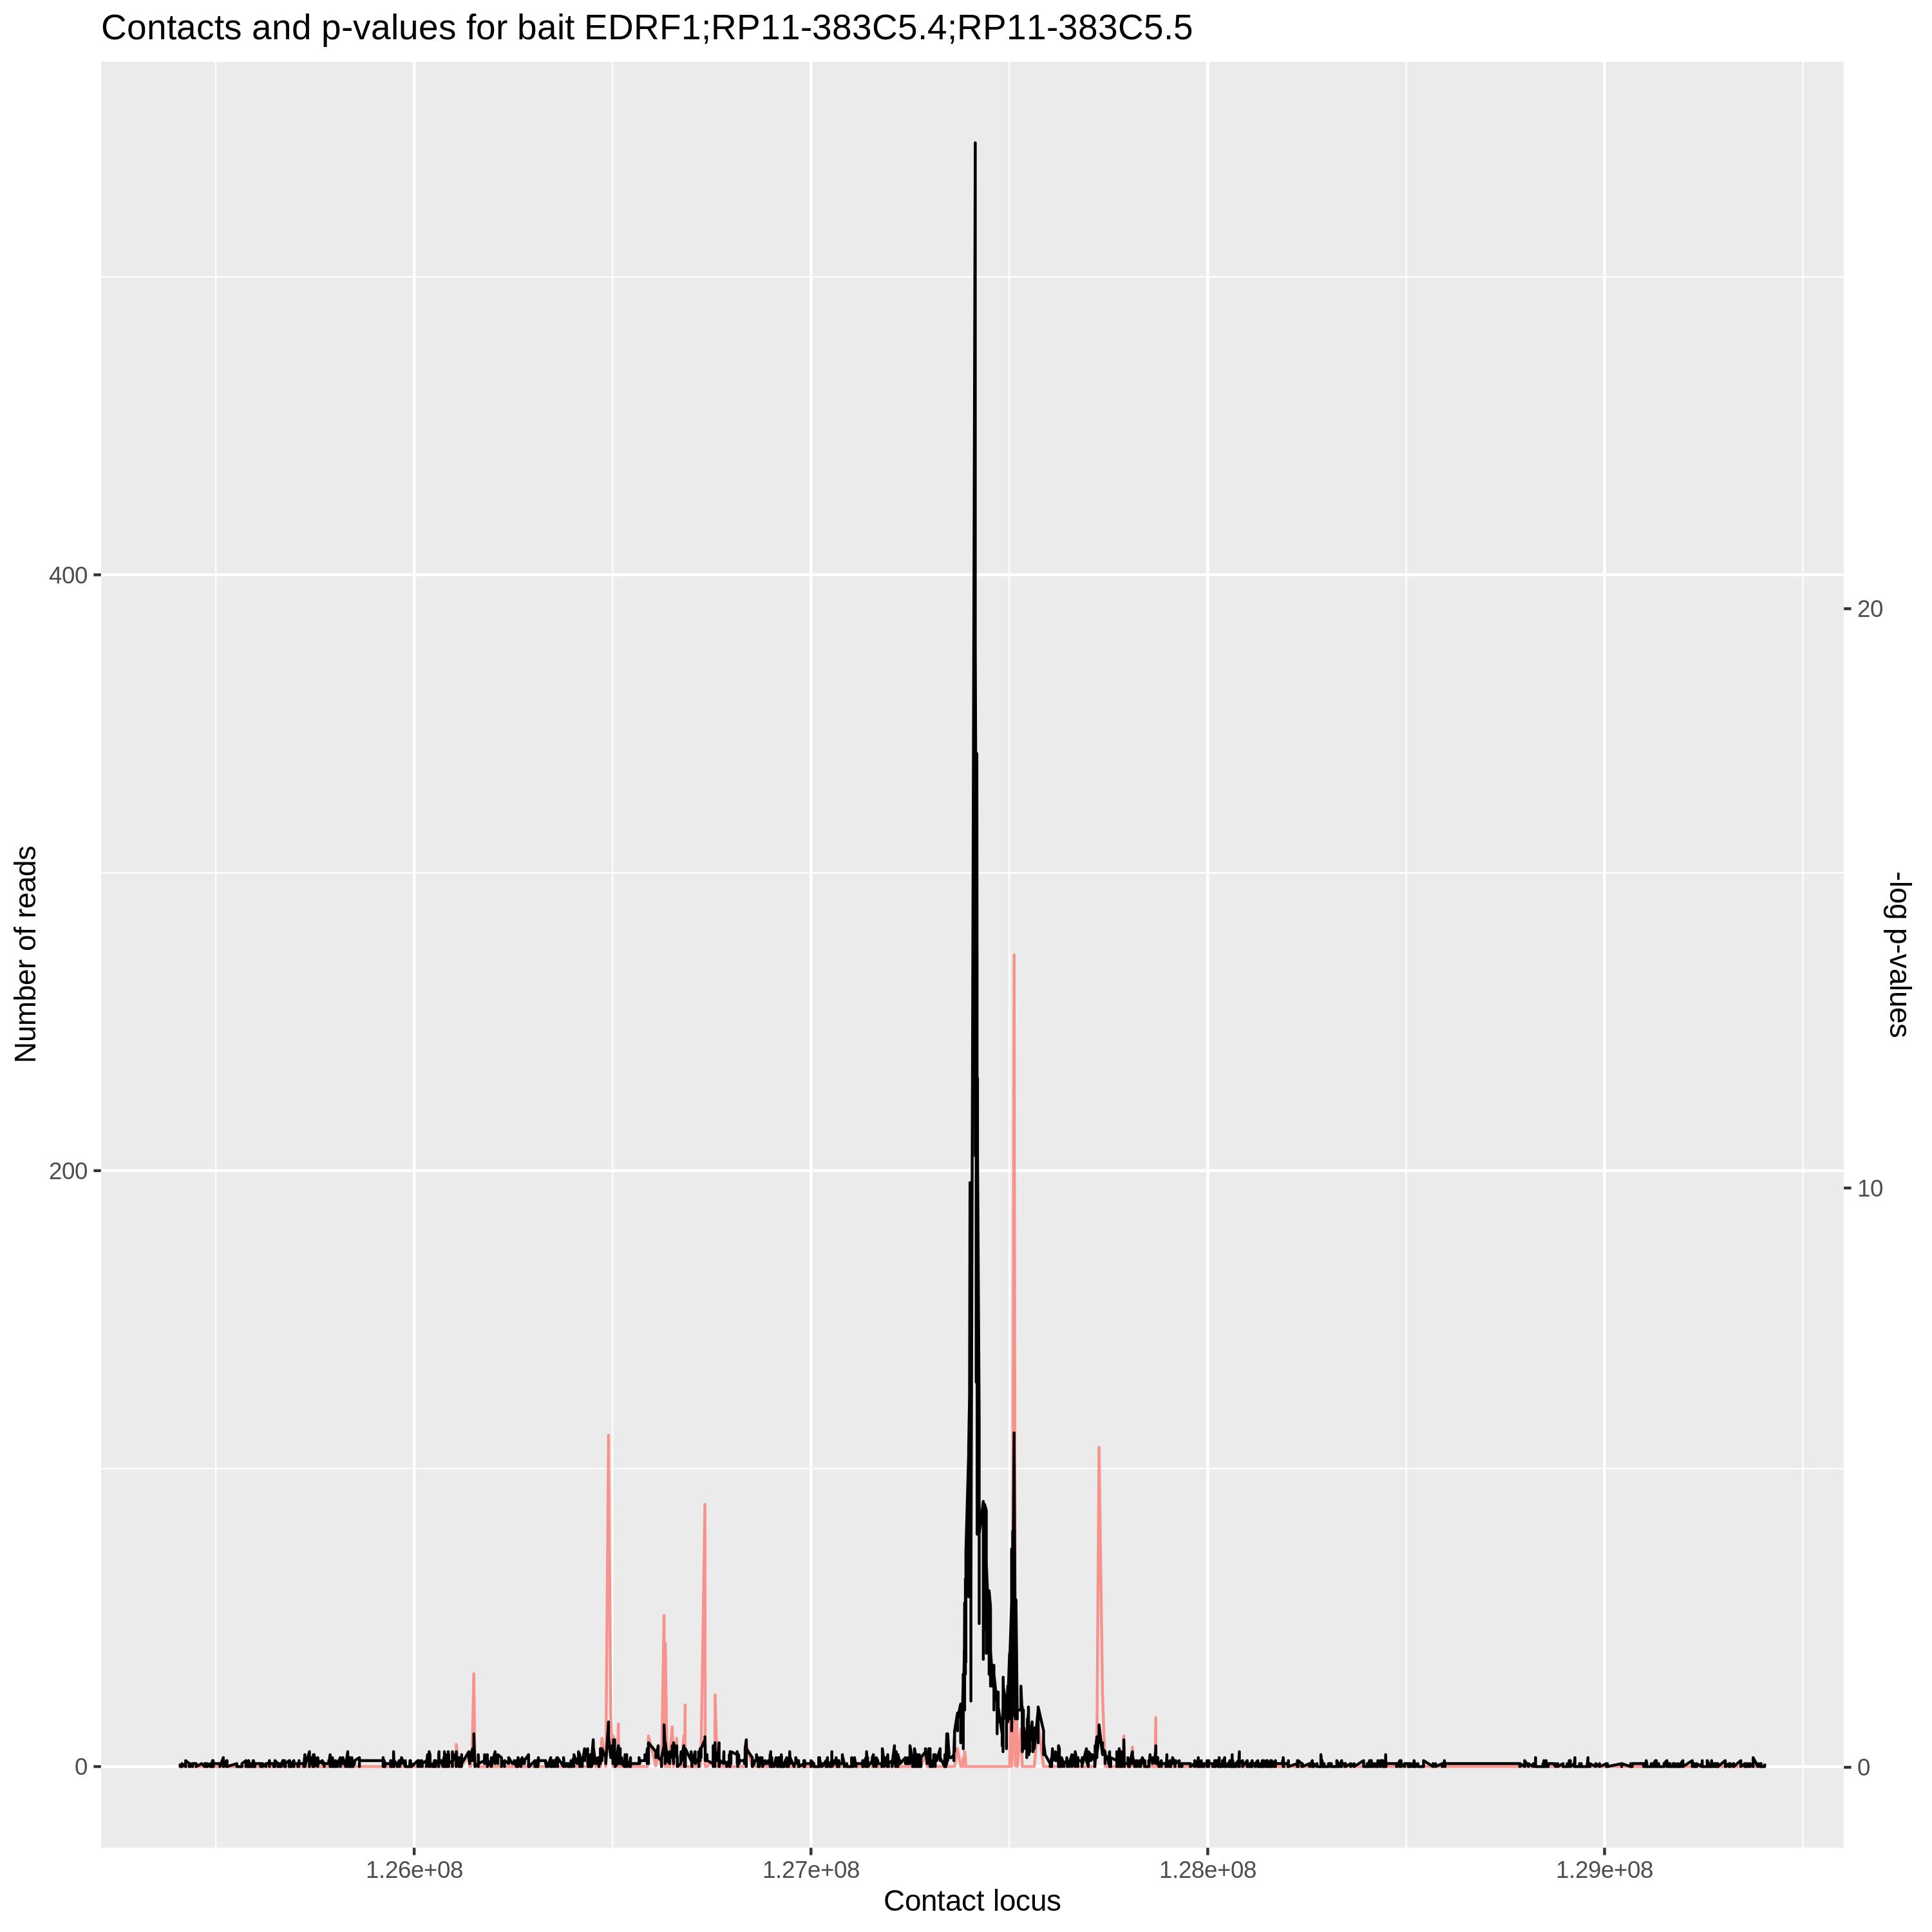 Contacts and p-values for bait EDRF1;RP11-383C5.4;RP11-383C5.5
Number of reads
400
200
0
20
10
0
-log p-values
1.26e+08
1.27e+08
1.28e+08
1.29e+08
Contact locus